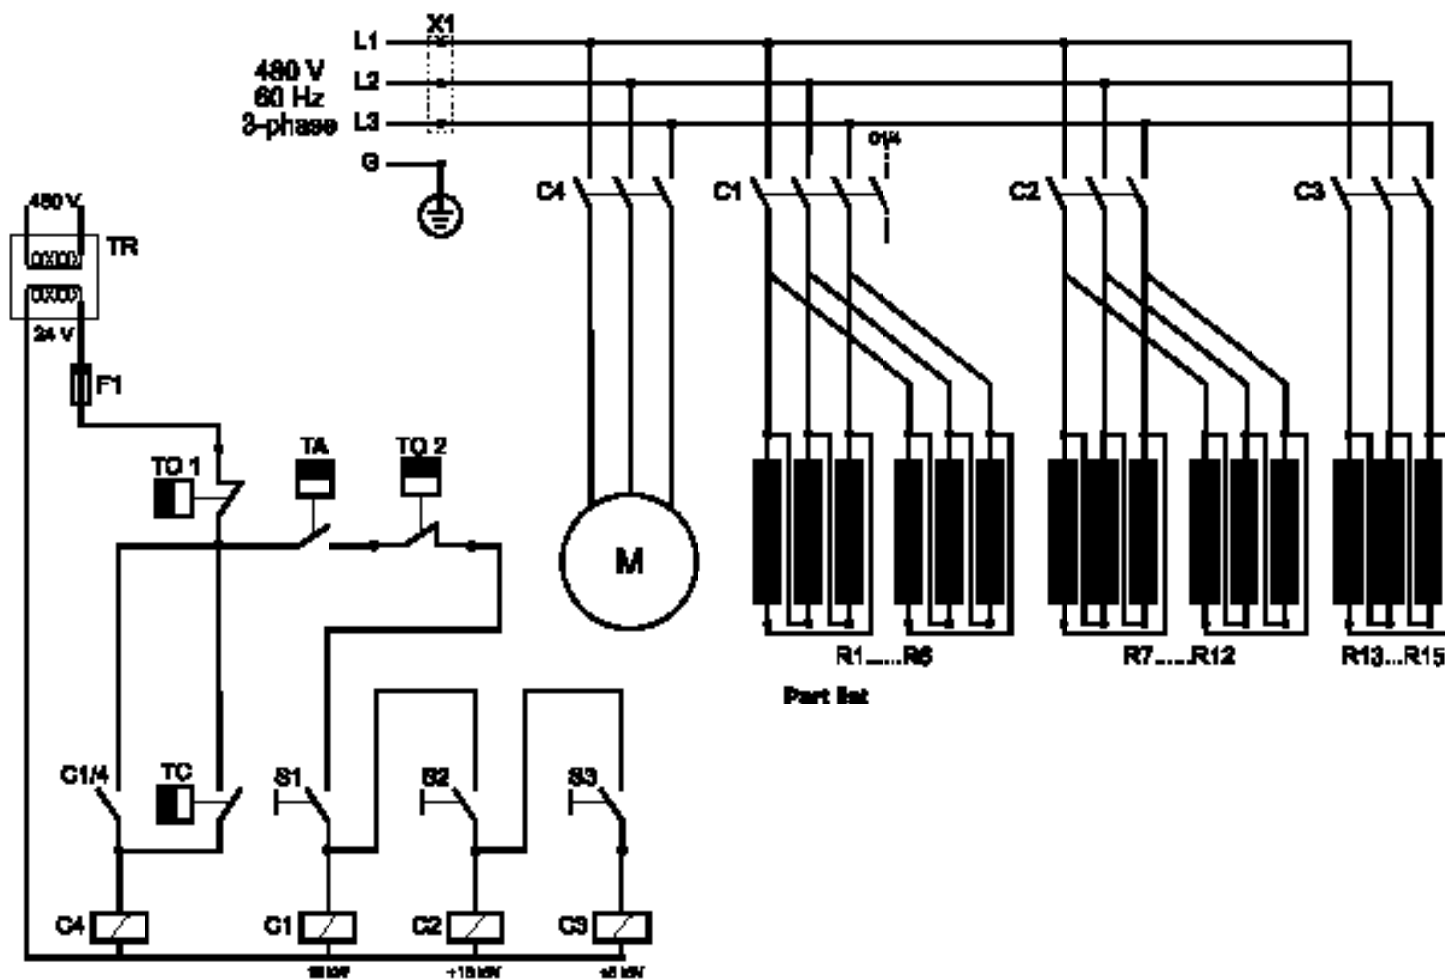 X1
L1
480 V
L2
60 Hz
3-phase
L3
G
C1/4
C4
C1
C2
C3
480 V
TR
24 V
F1
TO 1
TA
TO 2
M
R1......R6
R7......R12
R13...R15
Part list
C1/4
TC
S1
S2
S3
C4
C1
C2
C3